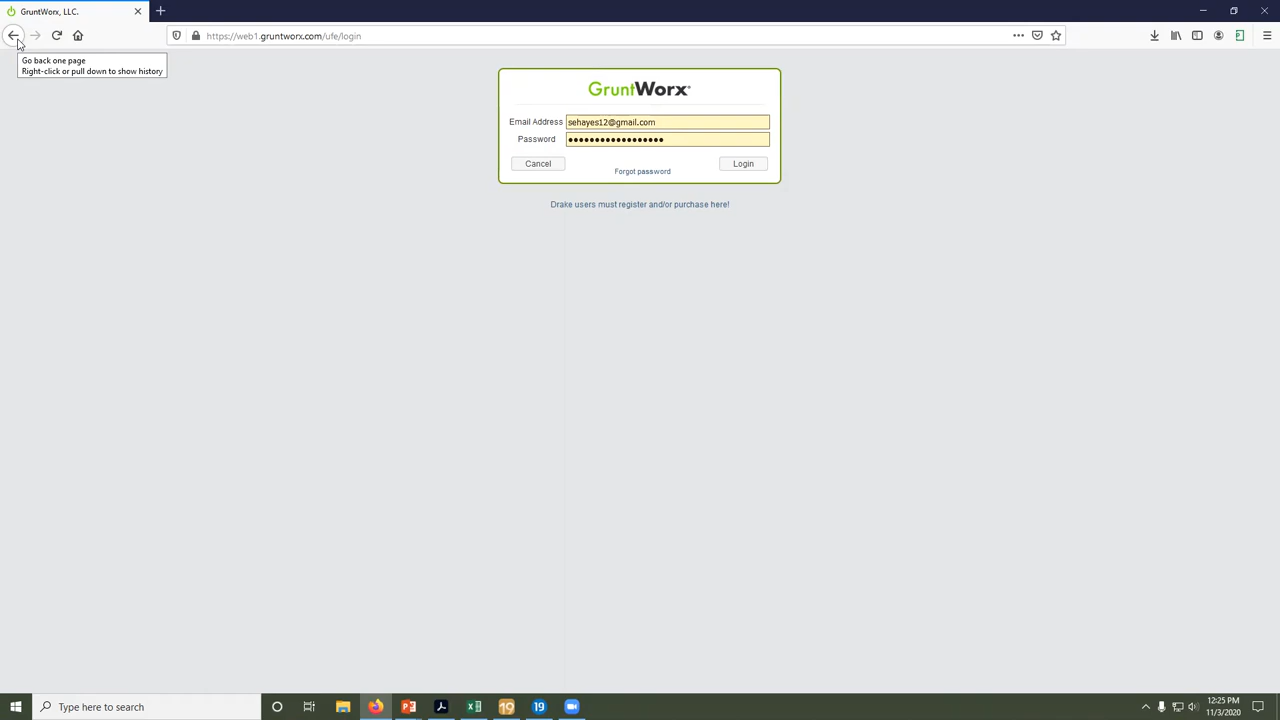 GruntWorx, LLC.
https://web1.gruntworx.com/ufe/login
Go back one page
Right-click or pull down to show history
GruntWorx®
Email Address sehayes12@gmail.com
Password ••••••••••••••••••
Cancel Forgot password Login
Drake users must register and/or purchase here!
Type here to search
19
19
12:25 PM
11/3/2020